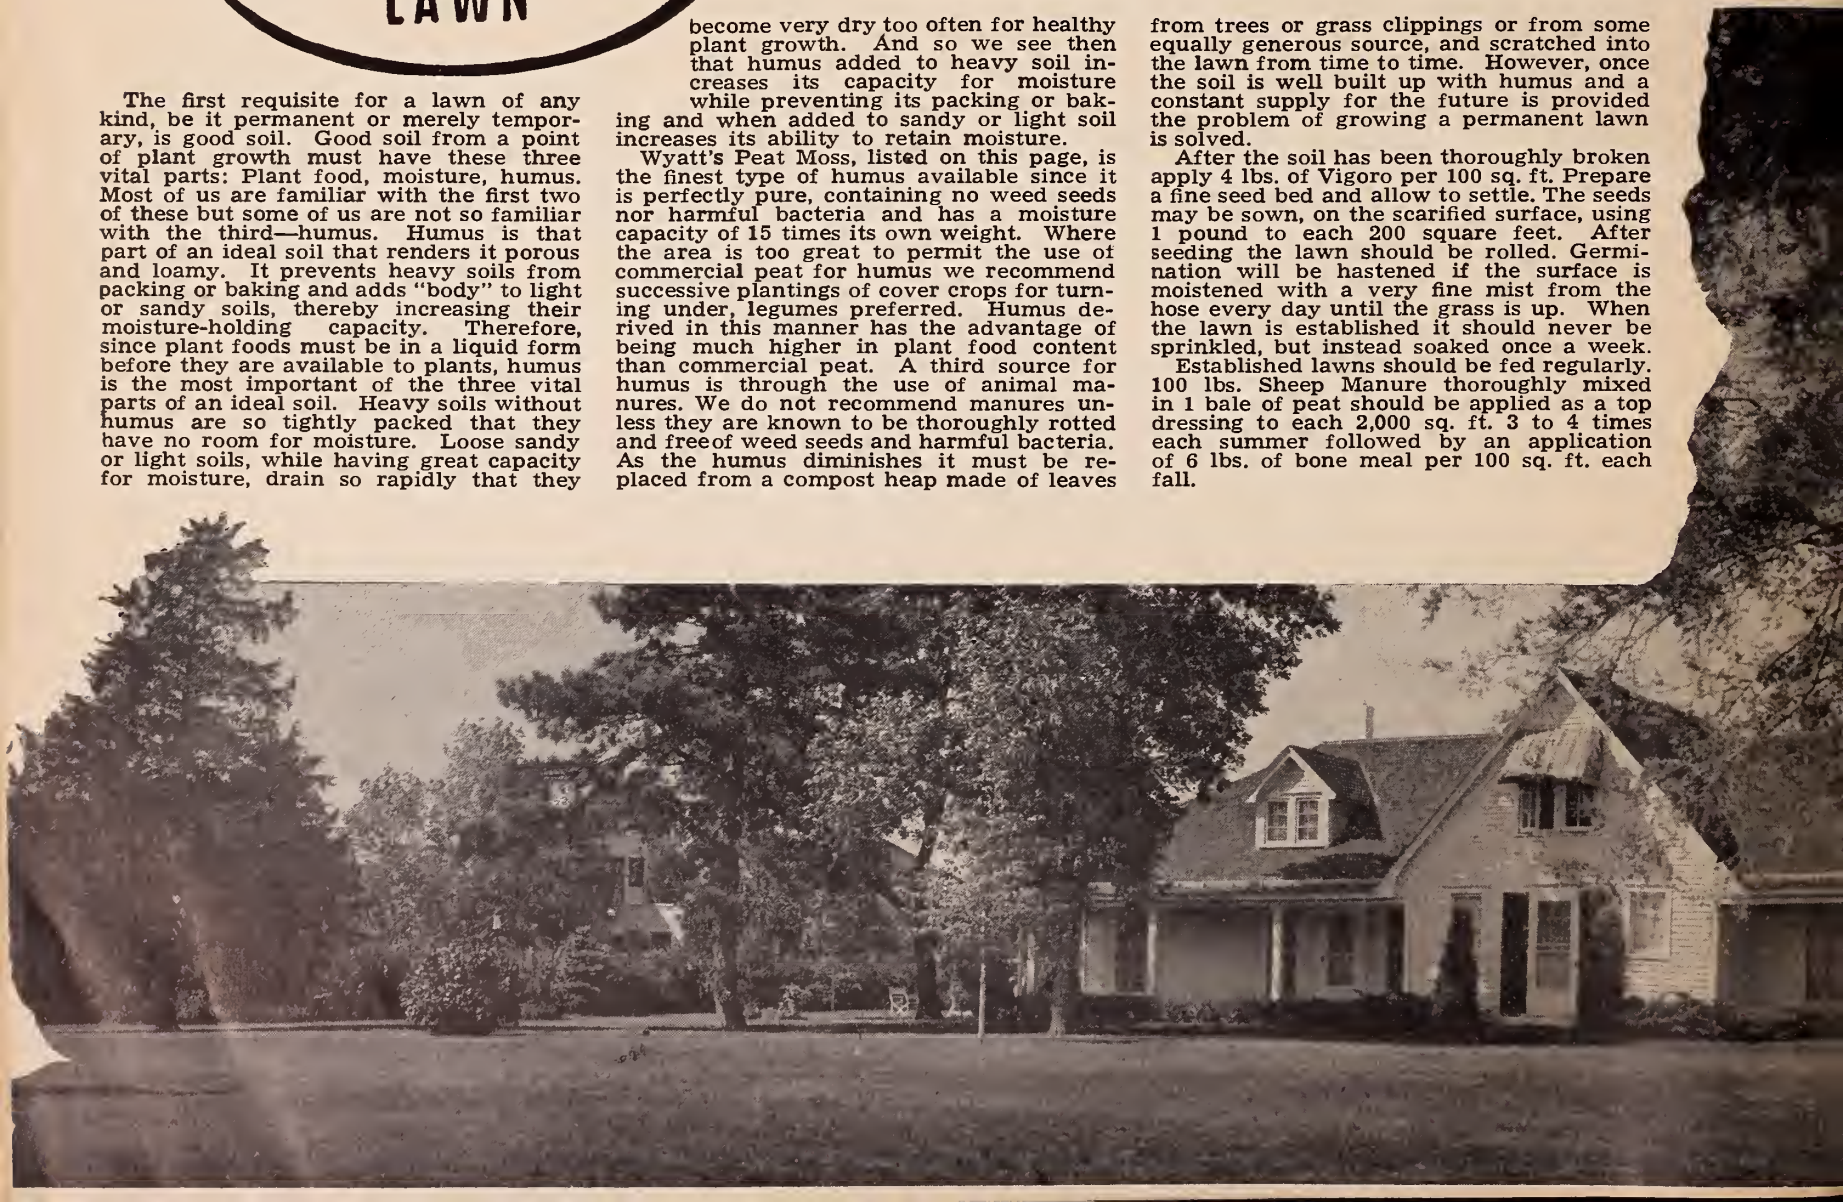 LAWN
The first requisite for a lawn of any
kind, be it permanent or merely tempor-
ary, is good soil. Good soil from a point
of plant growth must have these three
vital parts: Plant food, moisture, humus.
Most of us are familiar with the first two
of these but some of us are not so familiar
with the third—humus. Humus is that
part of an ideal soil that renders it porous
and loamy. It prevents heavy soils from
packing or baking and adds "body" to light
or sandy soils, thereby increasing their
moisture-holding capacity. Therefore,
since plant foods must be in a liquid form
before they are available to plants, humus
is the most important of the three vital
parts of an ideal soil. Heavy soils without
humus are so tightly packed that they
have no room for moisture. Loose sandy
or light soils, while having great capacity
for moisture, drain so rapidly that they
become very dry too often for healthy
plant growth. And so we see then
that humus added to heavy soil in-
creases its capacity for moisture
while preventing its packing or bak-
ing and when added to sandy or light soil
increases its ability to retain moisture.
Wyatt's Peat Moss, listed on this page, is
the finest type of humus available since it
is perfectly pure, containing no weed seeds
nor harmful bacteria and has a moisture
capacity of 15 times its own weight. Where
the area is too great to permit the use of
commercial peat for humus we recommend
successive plantings of cover crops for turn-
ing under, legumes preferred. Humus de-
rived in this manner has the advantage of
being much higher in plant food content
than commercial peat. A third source for
humus is through the use of animal ma-
nures. We do not recommend manures un-
less they are known to be thoroughly rotted
and free of weed seeds and harmful bacteria.
As the humus diminishes it must be re-
placed from a compost heap made of leaves
from trees or grass clippings or from some
equally generous source, and scratched into
the lawn from time to time. However, once
the soil is well built up with humus and a
constant supply for the future is provided
the problem of growing a permanent lawn
is solved.
After the soil has been thoroughly broken
apply 4 lbs. of Vigoro per 100 sq. ft. Prepare
a fine seed bed and allow to settle. The seeds
may be sown, on the scarified surface, using
1 pound to each 200 square feet. After
seeding the lawn should be rolled. Germi-
nation will be hastened if the surface is
moistened with a very fine mist from the
hose every day until the grass is up. When
the lawn is established it should never be
sprinkled, but instead soaked once a week.
Established lawns should be fed regularly.
100 lbs. Sheep Manure thoroughly mixed
in 1 bale of peat should be applied as a top
dressing to each 2,000 sq. ft. 3 to 4 times
each summer followed by an application
of 6 lbs. of bone meal per 100 sq. ft. each
fall.